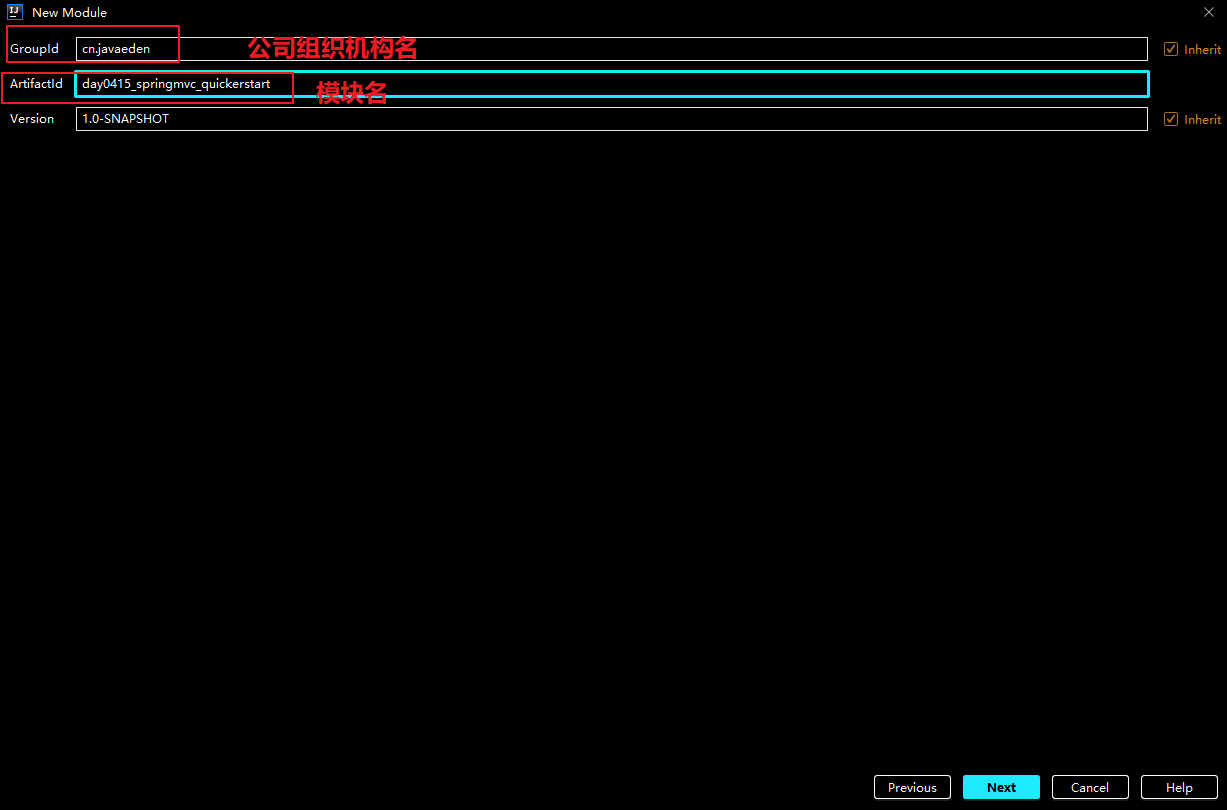 New Module
GroupId cn.javaeden 公司组织机构名 Inherit
ArtifactId day0415_springmvc_quickerstart 模块名
Version 1.0-SNAPSHOT Inherit
Previous Next Cancel Help